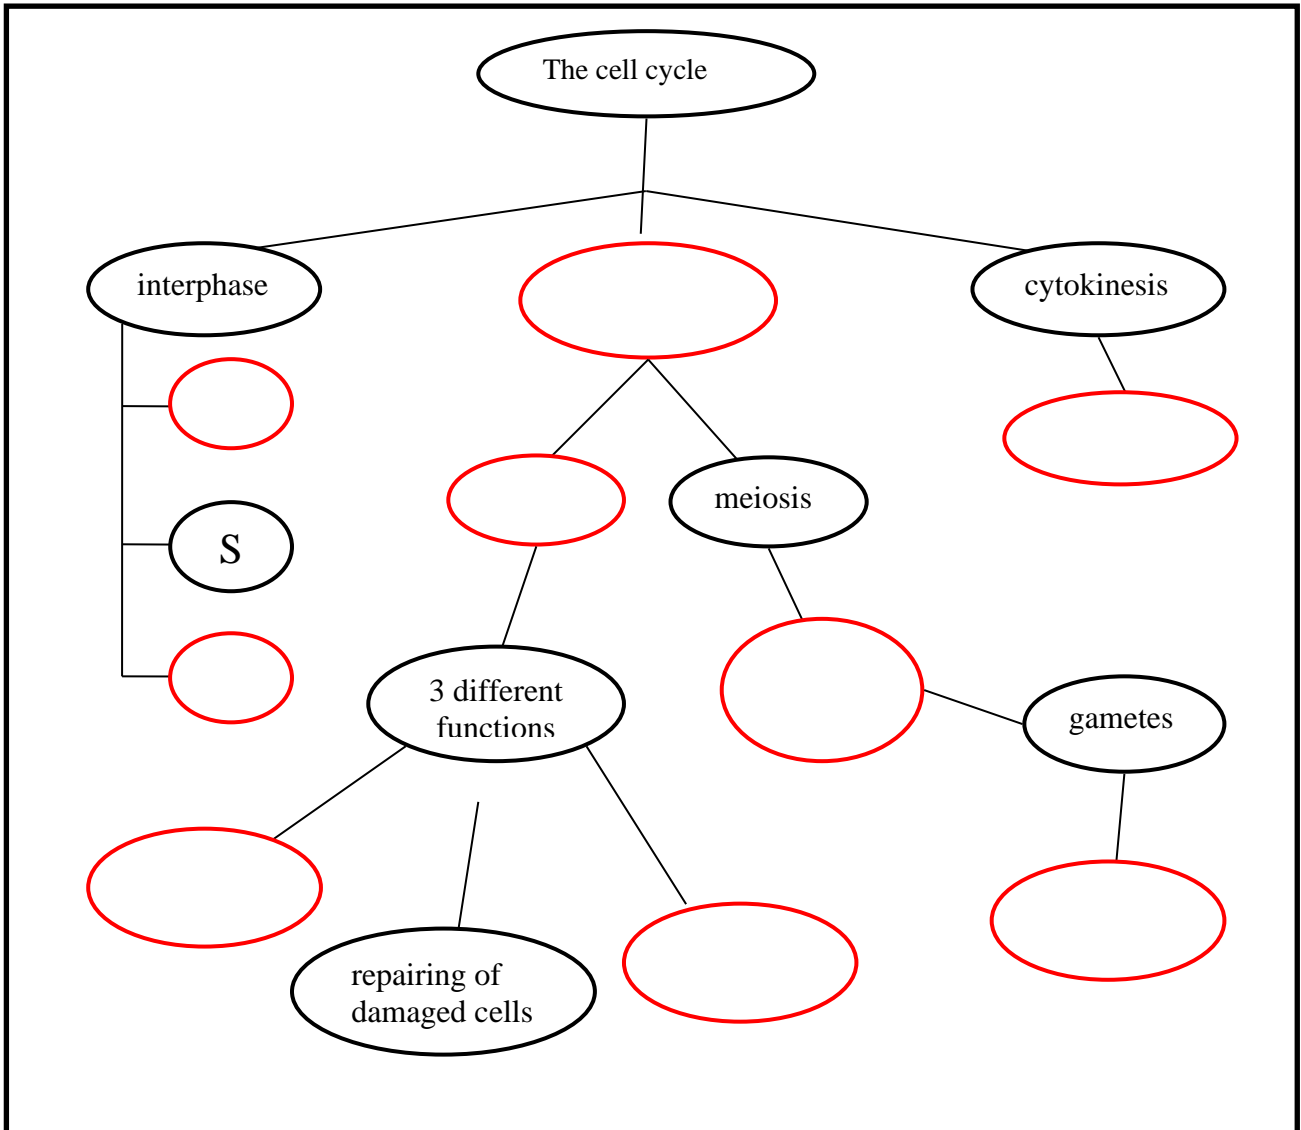 The cell cycle
interphase
cytokinesis
meiosis
S
3 different
functions
gametes
repairing of
damaged cells